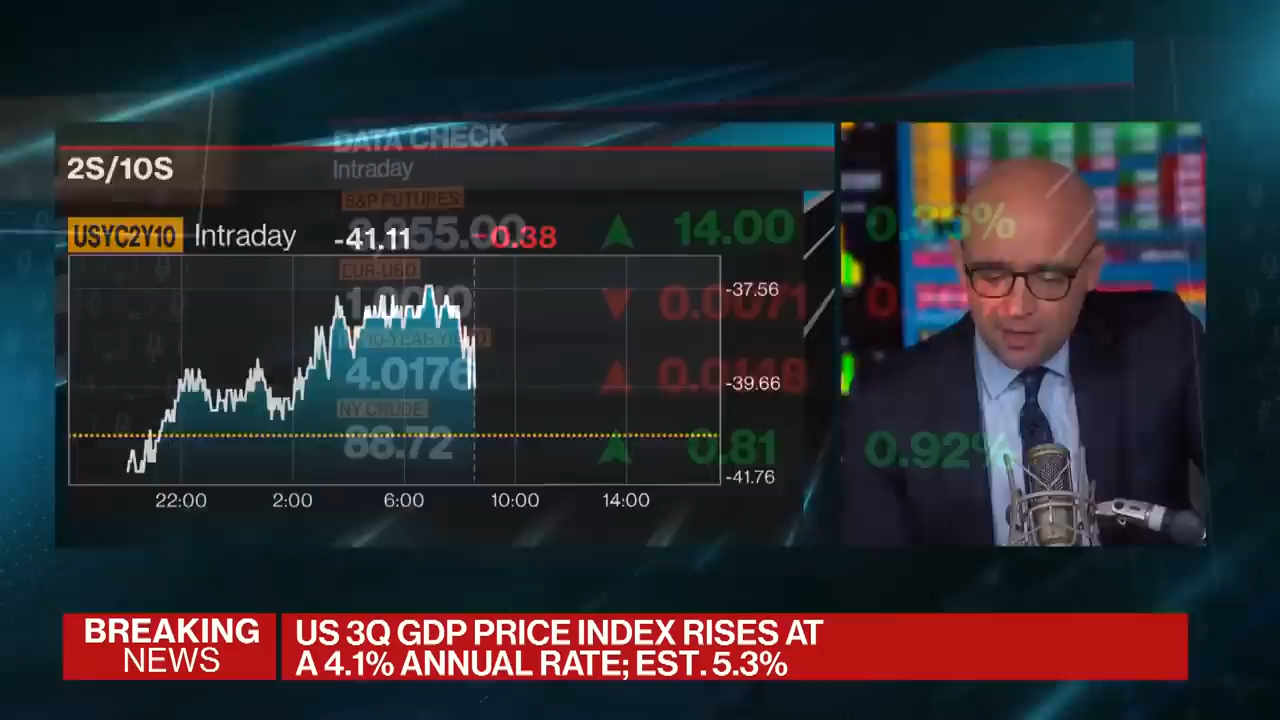 DATA CHECK
2S/10S
Intraday
S&P FUTURES
USYC2Y10 Intraday
-41.11
-0.38
14.00
EUR-USD
-37.56
10-YEAR YIELD
4.0176
-39.66
NY CRUDE
88.72
0.81
0.92%
-41.76
22:00 2:00 6:00 10:00 14:00
BREAKING
NEWS
US 3Q GDP PRICE INDEX RISES AT
A 4.1% ANNUAL RATE; EST. 5.3%